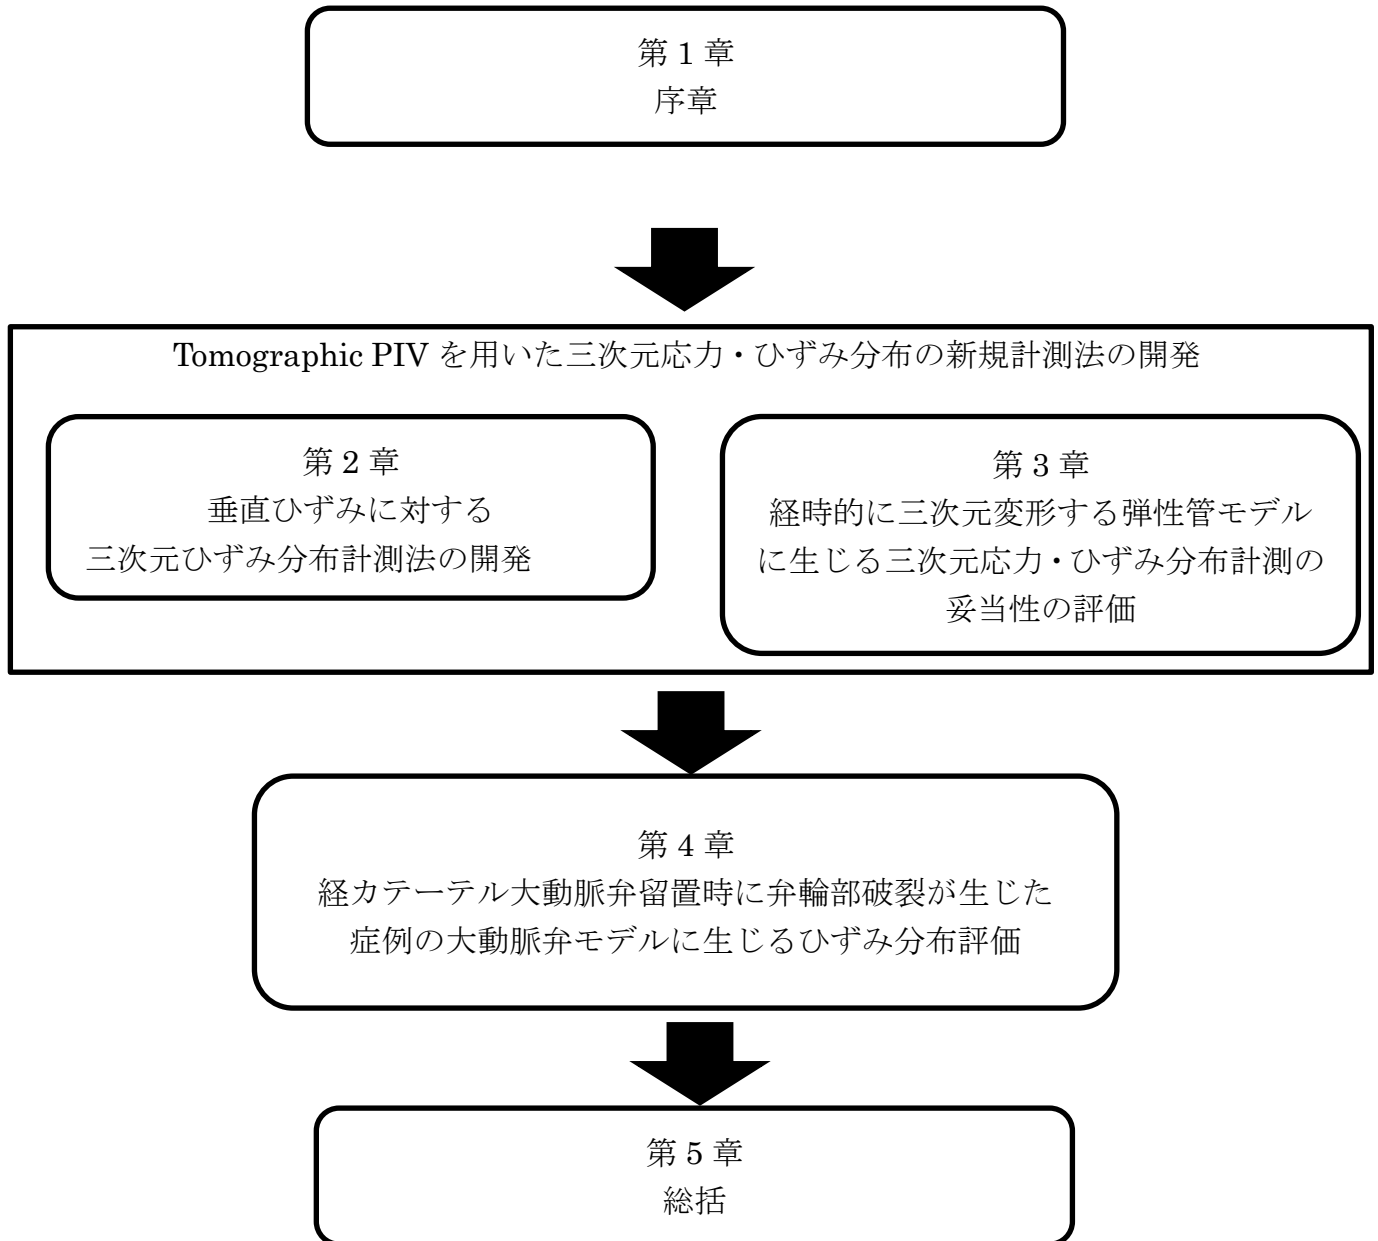 第 1 章
序章
Tomographic PIV を用いた三次元応力・ひずみ分布の新規計測法の開発
第 2 章
垂直ひずみに対する
三次元ひずみ分布計測法の開発
第 3 章
経時的に三次元変形する弾性管モデル
に生じる三次元応力・ひずみ分布計測の
妥当性の評価
第 4 章
経カテーテル大動脈弁留置時に弁輪部破裂が生じた
症例の大動脈弁モデルに生じるひずみ分布評価
第 5 章
総括